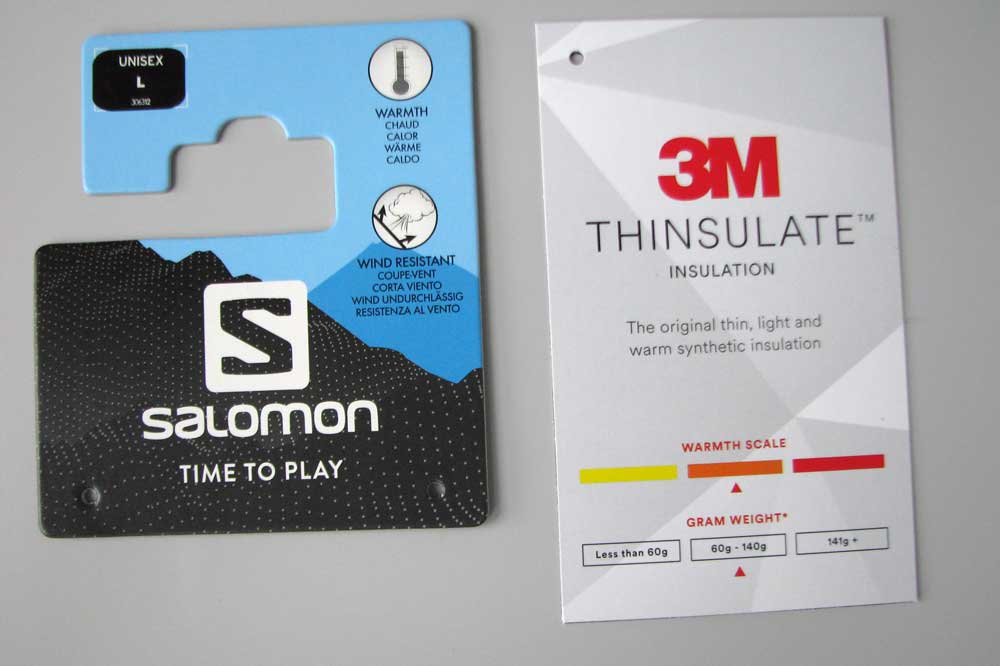 UNISEX
L
306312
WARMTH
CHAUD
CALOR
WÄRME
CALDO
WIND RESISTANT
COUPE-VENT
CORTA VIENTO
WIND UNDURCHLÄSSIG
RESISTENZA AL VENTO
S
SALOMON
TIME TO PLAY
3M
THINSULATE™
INSULATION
The original thin, light and
warm synthetic insulation
WARMTH SCALE
GRAM WEIGHT*
Less than 60g 60g - 140g 141g +